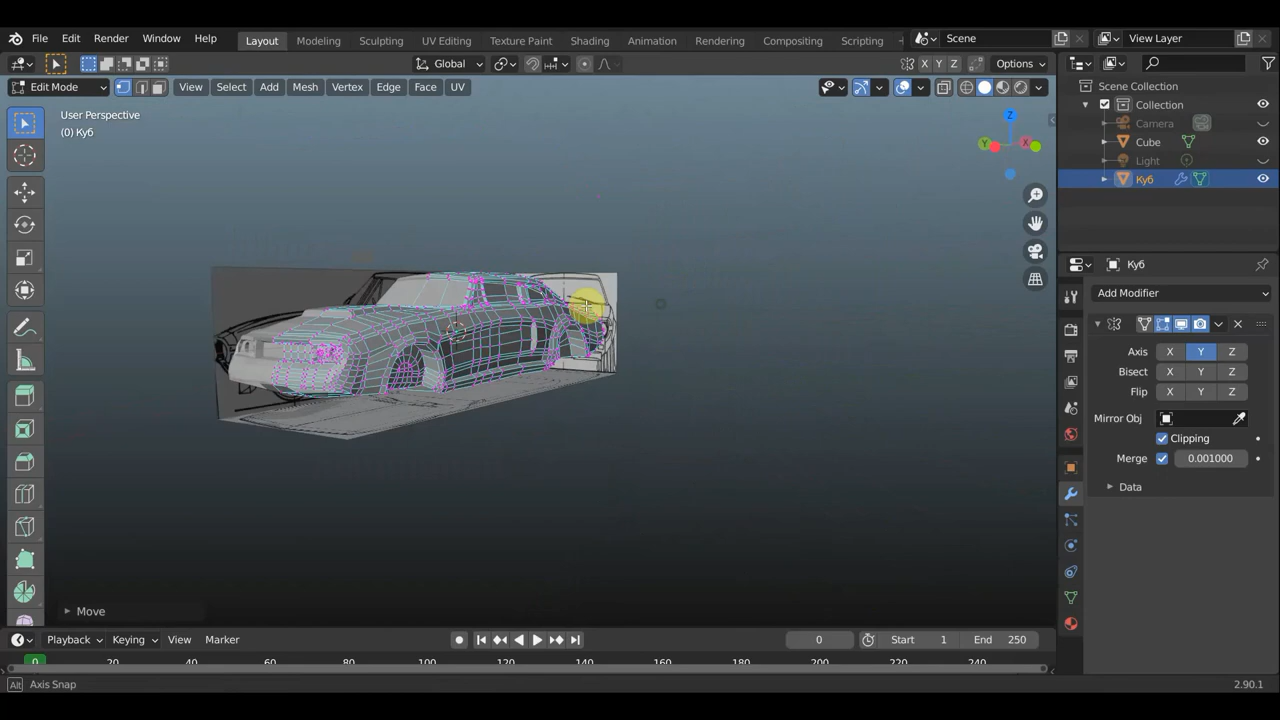 File Edit Render Window Help Layout Modeling Sculpting UV Editing Texture Paint Shading Animation Rendering Compositing Scripting Scene View Layer
Global X Y Z Options
Edit Mode View Select Add Mesh Vertex Edge Face UV
User Perspective
(0) Куб
Z
Y X
Scene Collection
Collection
Camera
Cube
Light
Куб
Куб
Add Modifier
Axis X Y Z
Bisect X Y Z
Flip X Y Z
Mirror Obj
Clipping
Merge 0.001000
Data
Move
Playback Keying View Marker 0 Start 1 End 250
0 20 40 60 80 100 120 140 160 180 200 220 240
Alt Axis Snap 2.90.1